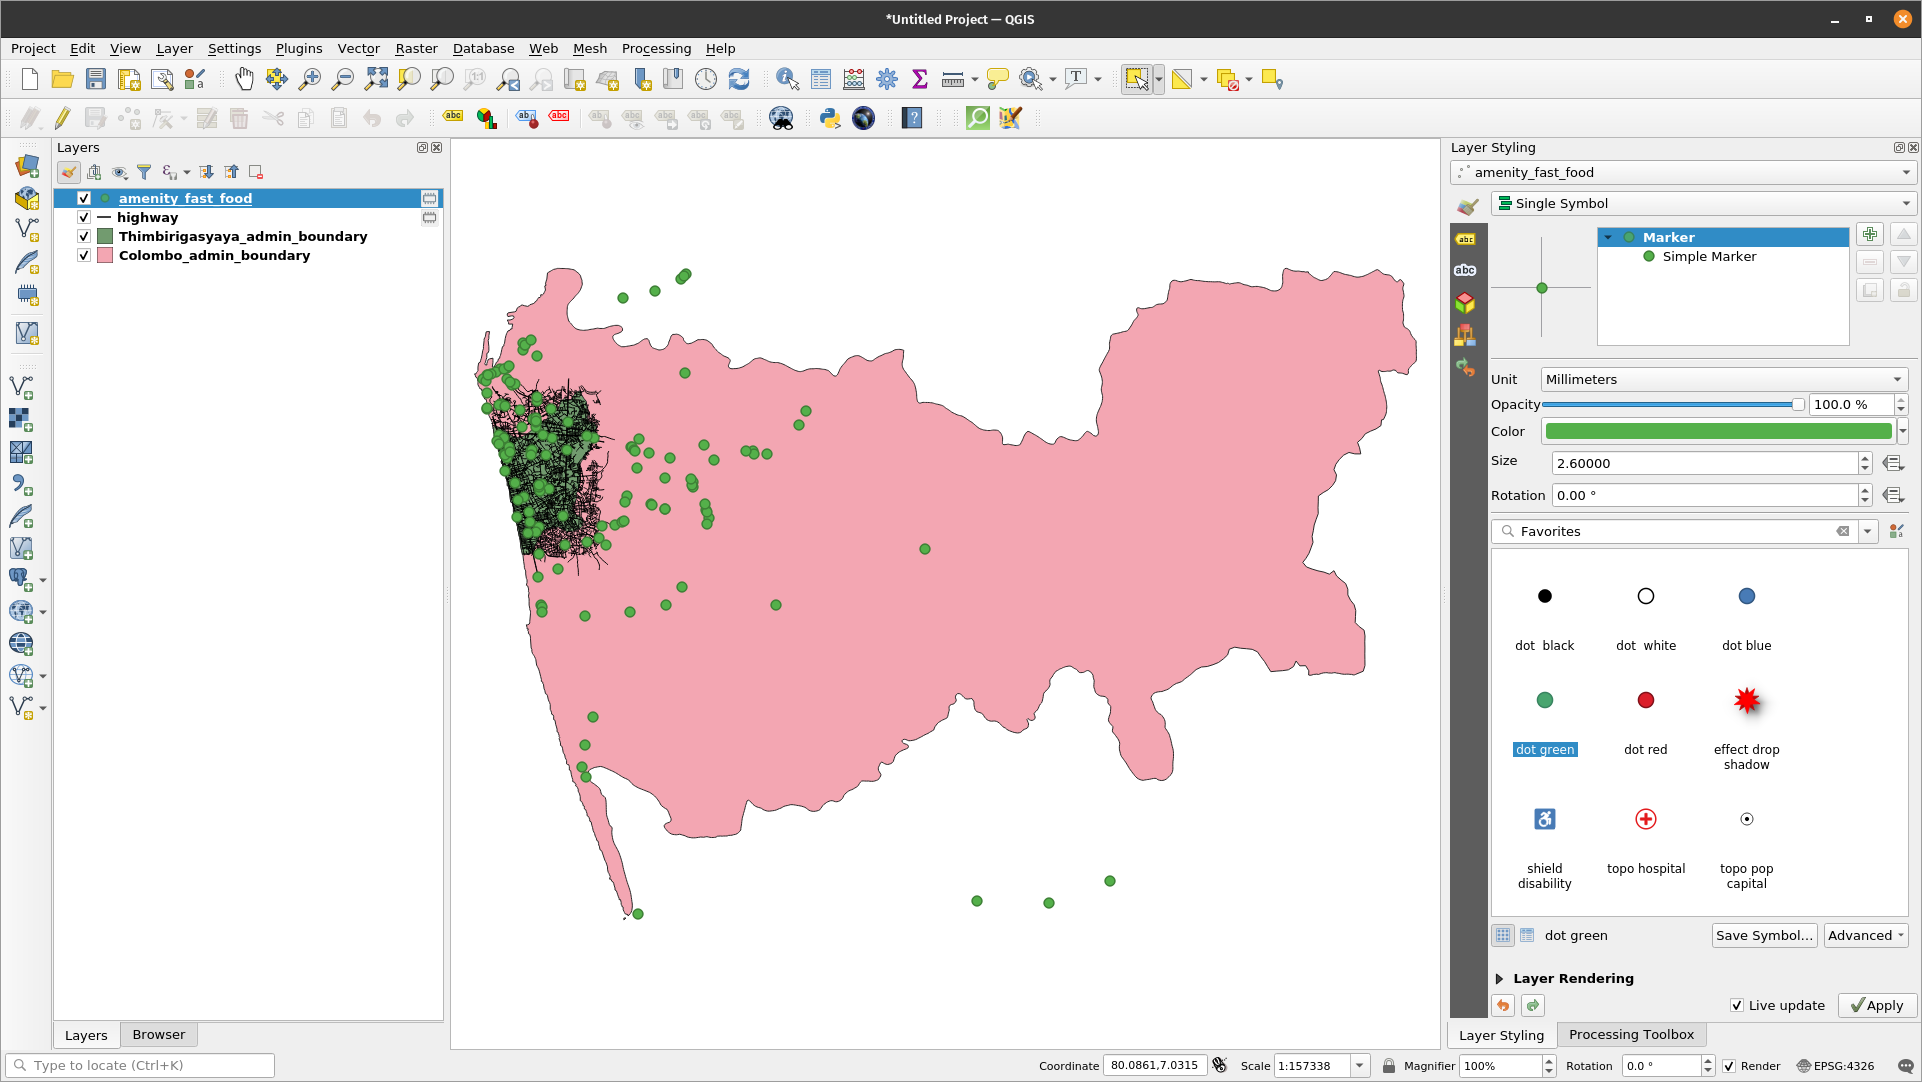 *Untitled Project — QGIS
Project Edit View Layer Settings Plugins Vector Raster Database Web Mesh Processing Help
Layers
amenity_fast_food
highway
Thimbirigasyaya_admin_boundary
Colombo_admin_boundary
Layers Browser
Layer Styling
amenity_fast_food
Single Symbol
Marker
Simple Marker
Unit Millimeters
Opacity 100.0 %
Color
Size 2.60000
Rotation 0.00 °
Favorites
dot  black dot  white dot blue
dot green dot red effect drop shadow
shield disability topo hospital topo pop capital
dot green Save Symbol... Advanced
Layer Rendering
Live update Apply
Layer Styling Processing Toolbox
Type to locate (Ctrl+K) Coordinate 80.0861,7.0315 Scale 1:157338 Magnifier 100% Rotation 0.0 ° Render EPSG:4326